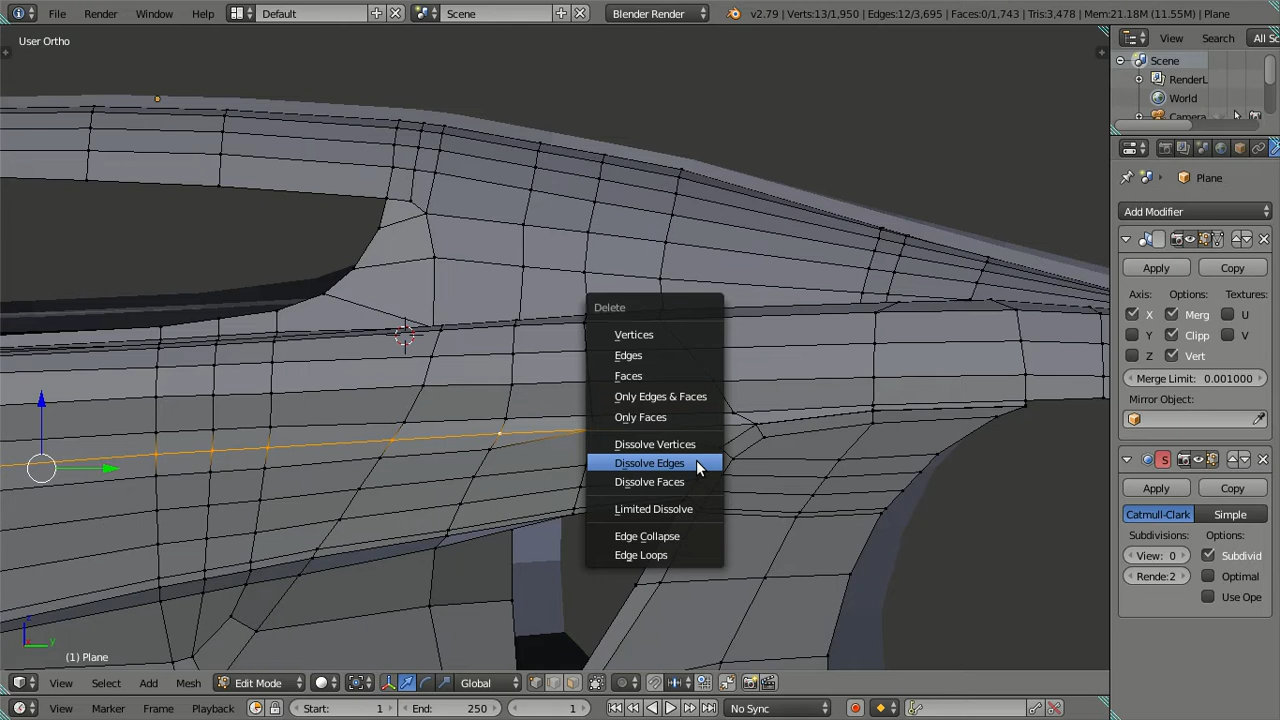 File Render Window Help Default Scene Blender Render v2.79 | Verts:13/1,950 | Edges:12/3,695 | Faces:0/1,743 | Tris:3,478 | Mem:21.18M (11.55M) | Plane
User Ortho
View Search All Sc
Scene
RenderL
World
Camera
Plane
Add Modifier
Apply Copy
Axis: Options: Textures:
X Merg U
Y Clipp V
Z Vert
Merge Limit: 0.001000
Mirror Object:
S
Apply Copy
Catmull-Clark Simple
Subdivisions: Options:
View: 0 Subdivid
Rende:2 Optimal
Use Ope
Delete
Vertices
Edges
Faces
Only Edges & Faces
Only Faces
Dissolve Vertices
Dissolve Edges
Dissolve Faces
Limited Dissolve
Edge Collapse
Edge Loops
z
y
(1) Plane
View Select Add Mesh Edit Mode Global
View Marker Frame Playback Start: 1 End: 250 1 No Sync